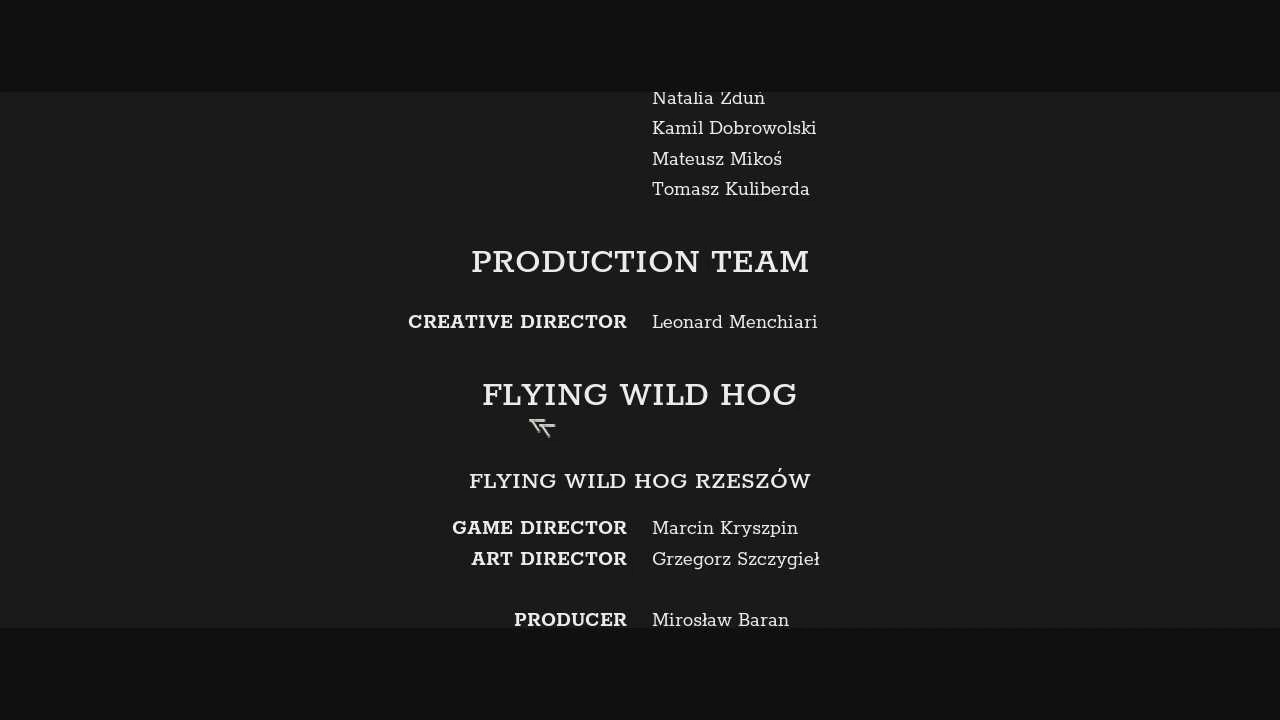 Natalia Zduń
Kamil Dobrowolski
Mateusz Mikoś
Tomasz Kuliberda
PRODUCTION TEAM
CREATIVE DIRECTOR Leonard Menchiari
FLYING WILD HOG
FLYING WILD HOG RZESZÓW
GAME DIRECTOR Marcin Kryszpin
ART DIRECTOR Grzegorz Szczygieł
PRODUCER Mirosław Baran